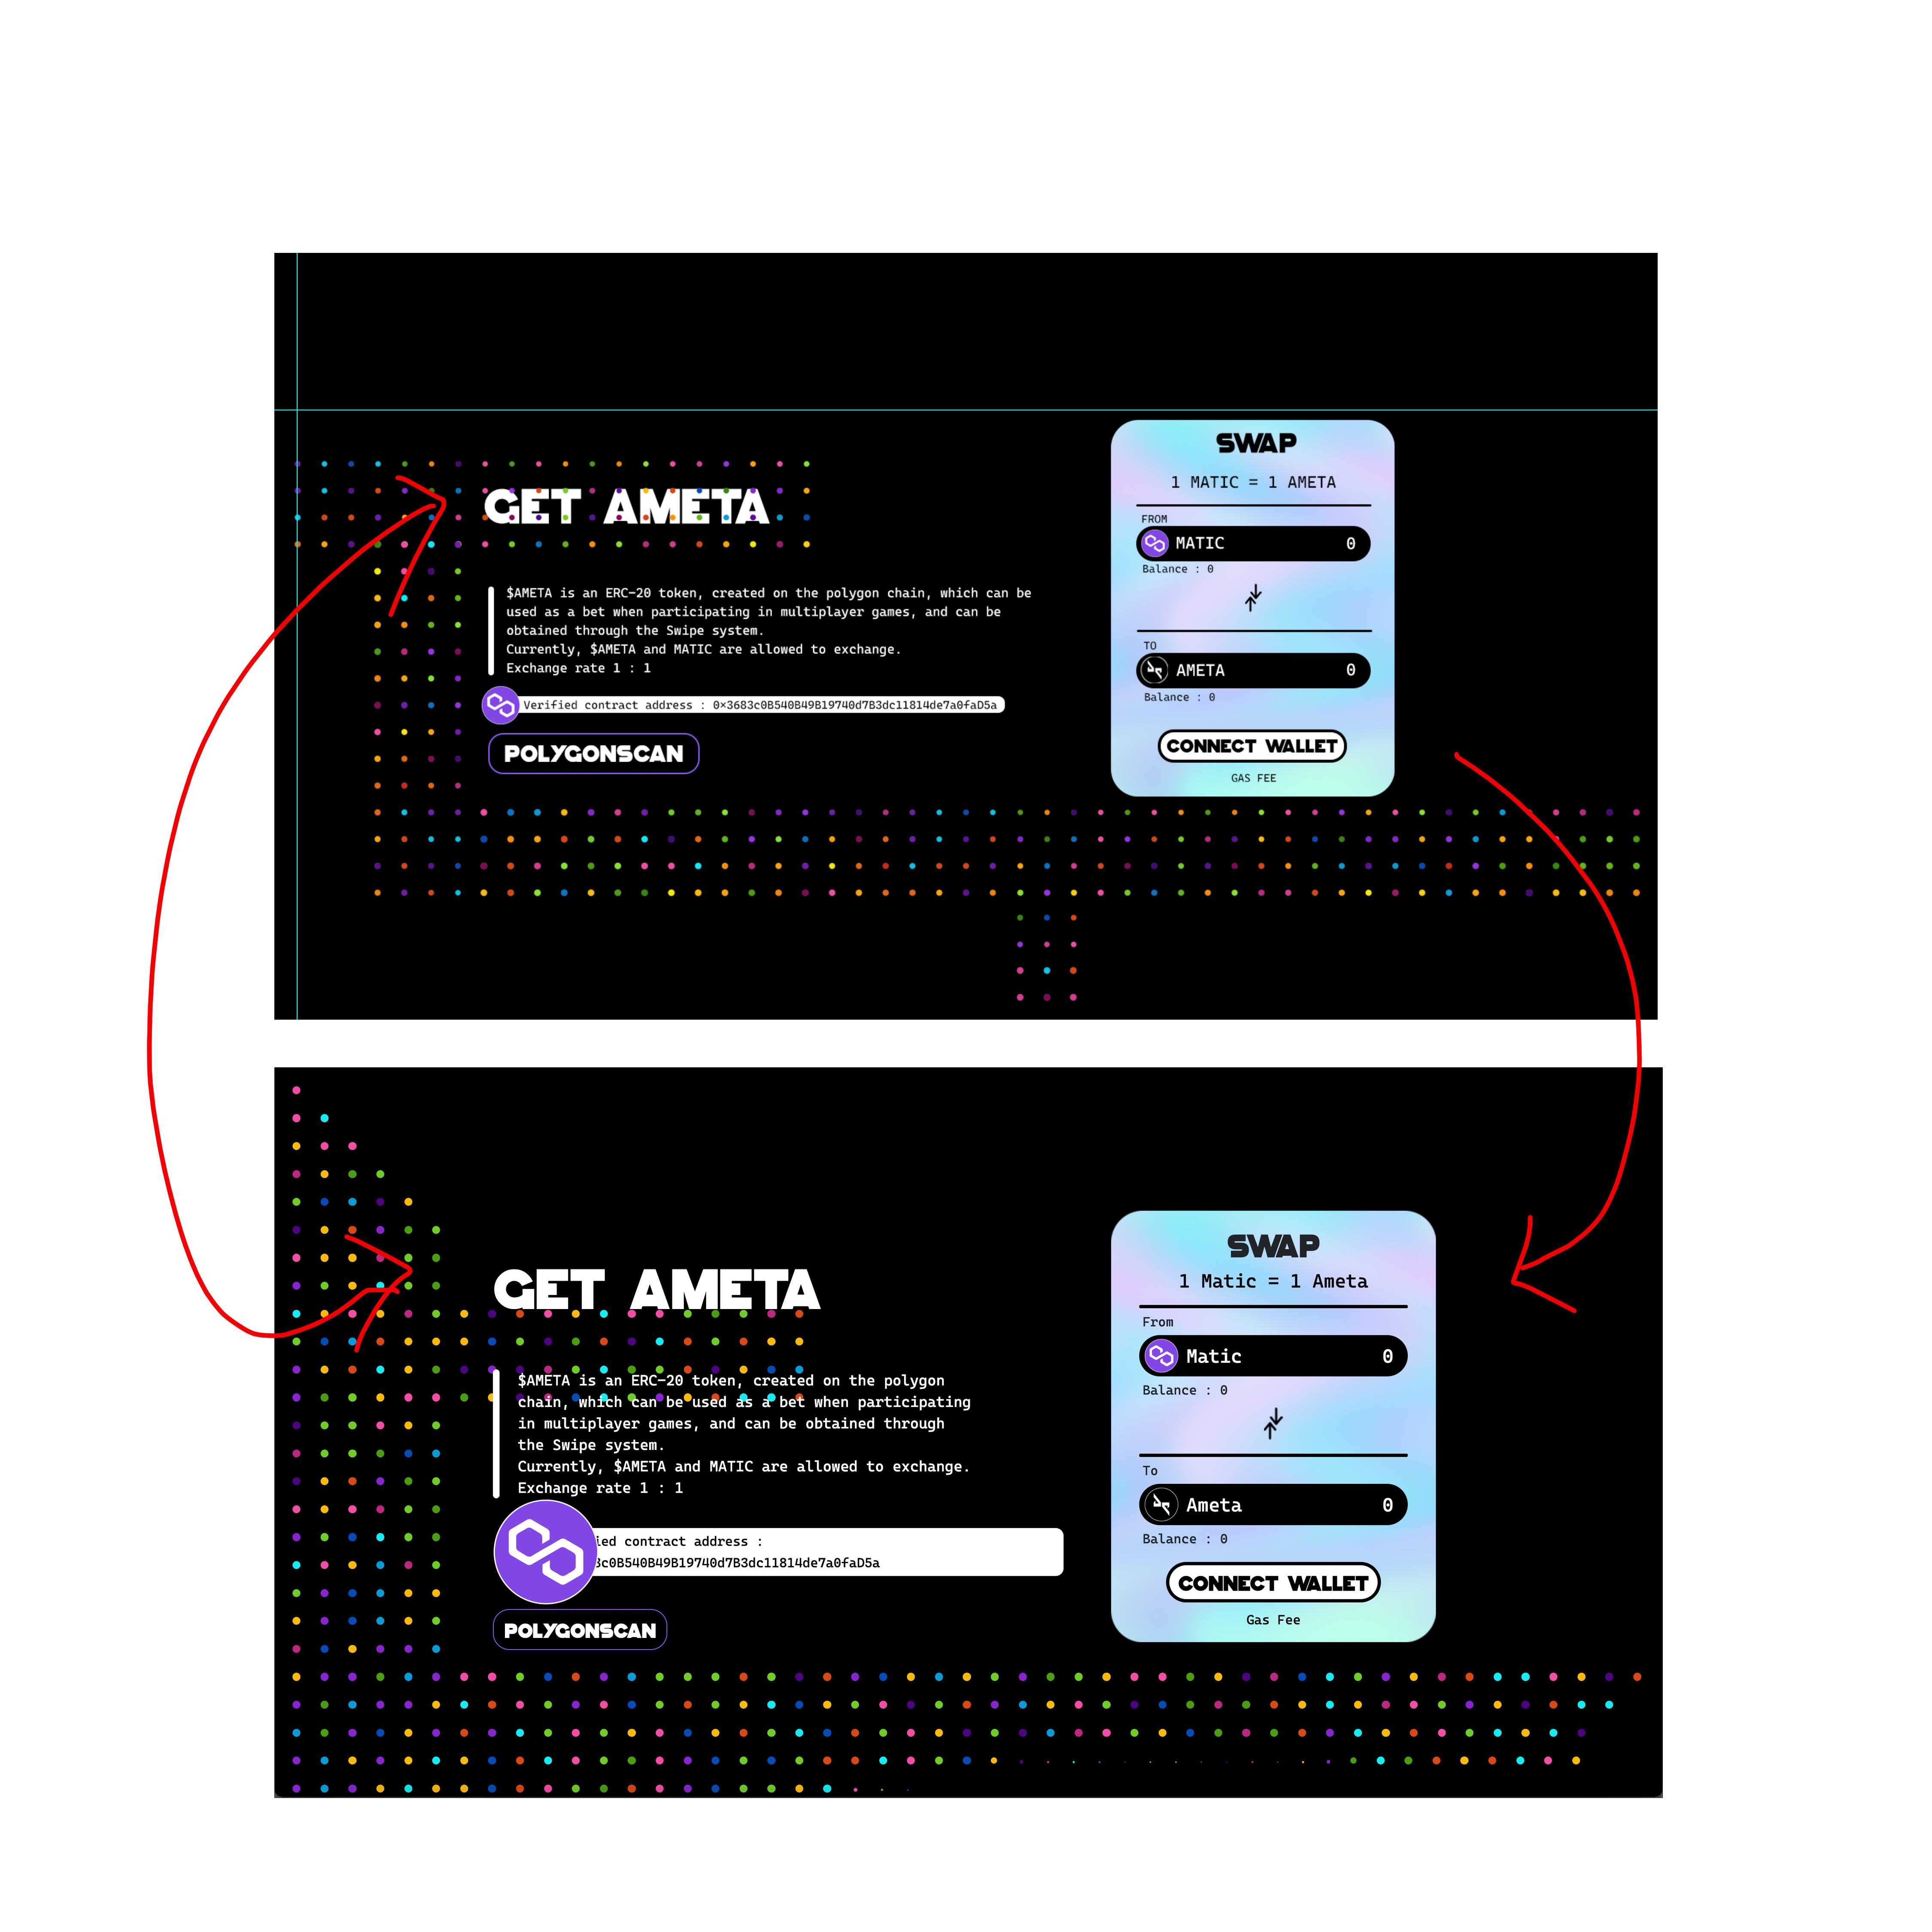 GET AMETA
$AMETA is an ERC-20 token, created on the polygon chain, which can be
used as a bet when participating in multiplayer games, and can be
obtained through the Swipe system.
Currently, $AMETA and MATIC are allowed to exchange.
Exchange rate 1 : 1
Verified contract address : 0×3683c0B540B49B19740d7B3dc11814de7a0faD5a
POLYGONSCAN
SWAP
1 MATIC = 1 AMETA
FROM
MATIC 0
Balance : 0
TO
AMETA 0
Balance : 0
CONNECT WALLET
GAS FEE
GET AMETA
$AMETA is an ERC-20 token, created on the polygon
chain, which can be used as a bet when participating
in multiplayer games, and can be obtained through
the Swipe system.
Currently, $AMETA and MATIC are allowed to exchange.
Exchange rate 1 : 1
ied contract address :
3c0B540B49B19740d7B3dc11814de7a0faD5a
POLYGONSCAN
SWAP
1 Matic = 1 Ameta
From
Matic 0
Balance : 0
To
Ameta 0
Balance : 0
CONNECT WALLET
Gas Fee